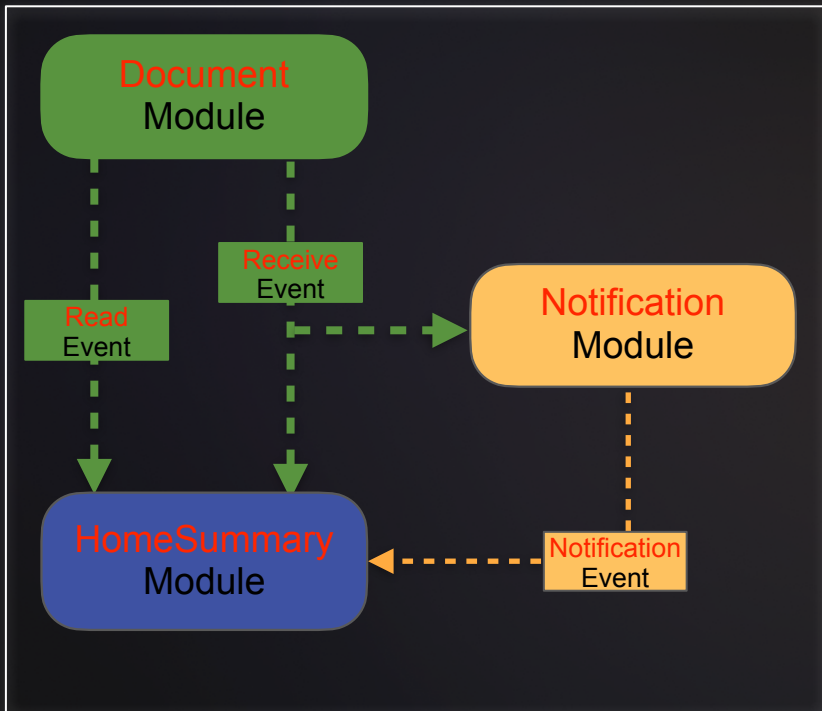 Document
Module
Receive
Event
Read
Event
Notification
Module
HomeSummary
Module
Notification
Event